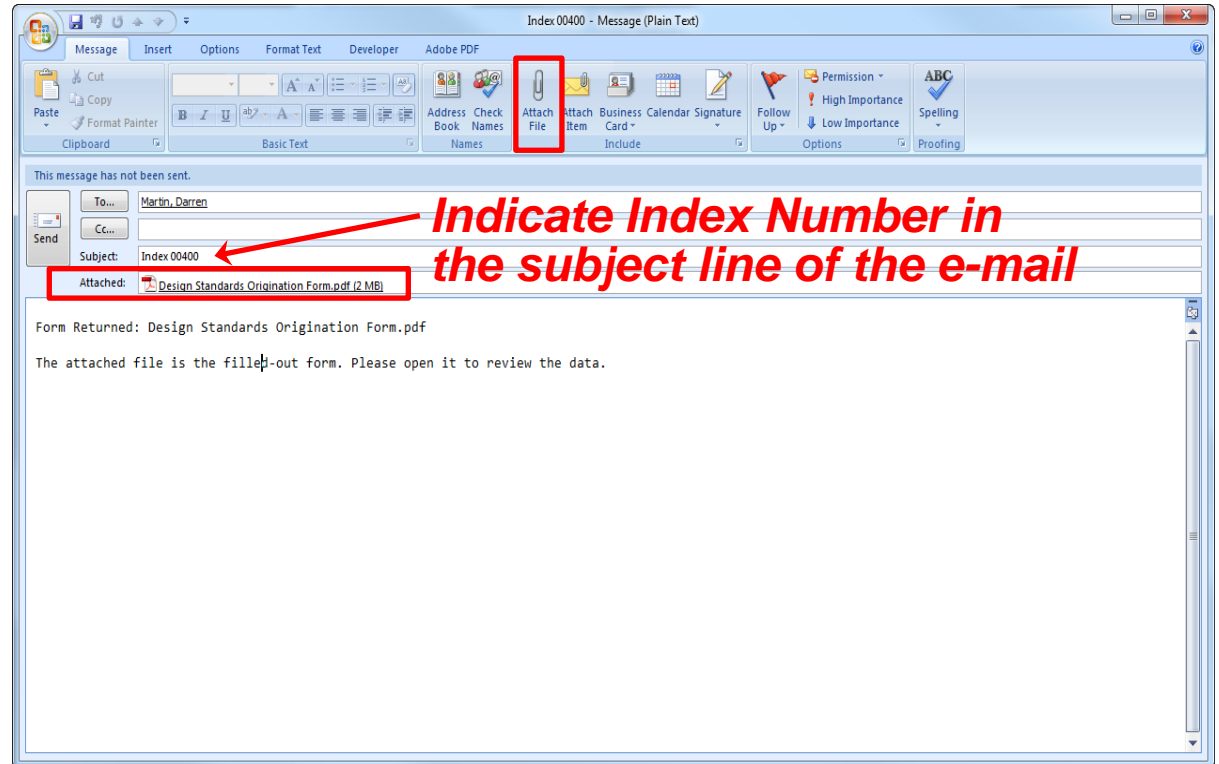 Index 00400 - Message (Plain Text)
Message Insert Options Format Text Developer Adobe PDF
Paste
Cut
Copy
Format Painter
Clipboard
B I U ab A
Basic Text
Address Book
Check Names
Names
Attach File
Attach Item
Business Card
Calendar
Signature
Include
Follow Up
Permission
High Importance
Low Importance
Options
ABC
Spelling
Proofing
This message has not been sent.
Send
To... Martin, Darren
Cc...
Subject: Index 00400
Attached: Design Standards Origination Form.pdf (2 MB)
Indicate Index Number in
the subject line of the e-mail
Form Returned: Design Standards Origination Form.pdf
The attached file is the filled-out form. Please open it to review the data.